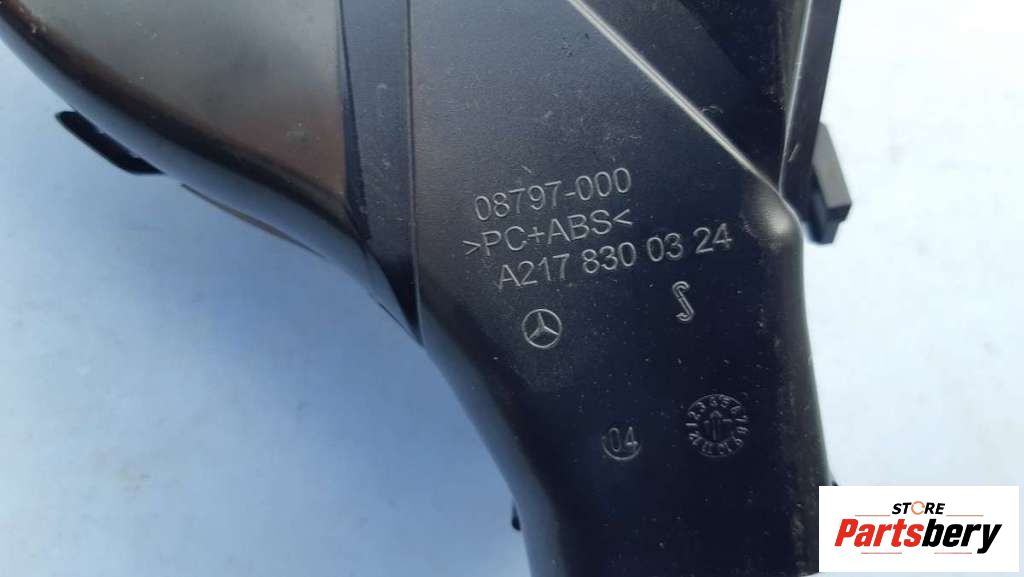 08797-000
>PC+ABS<
A217 830 03 24
04
STORE
Partsbery